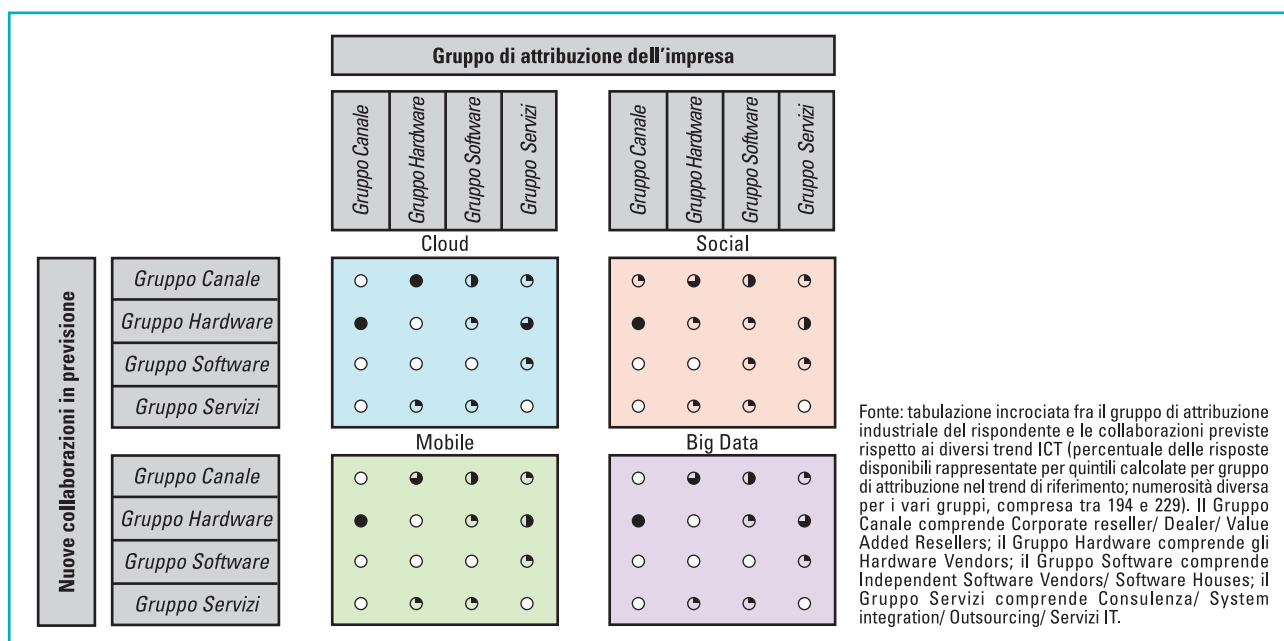 Gruppo di attribuzione dell'impresa
Gruppo Canale
Gruppo Hardware
Gruppo Software
Gruppo Servizi
Gruppo Canale
Gruppo Hardware
Gruppo Software
Gruppo Servizi
Cloud
Social
Nuove collaborazioni in previsione
Gruppo Canale
Gruppo Hardware
Gruppo Software
Gruppo Servizi
Mobile
Big Data
Gruppo Canale
Gruppo Hardware
Gruppo Software
Gruppo Servizi
Fonte: tabulazione incrociata fra il gruppo di attribuzione
industriale del rispondente e le collaborazioni previste
rispetto ai diversi trend ICT (percentuale delle risposte
disponibili rappresentate per quintili calcolate per gruppo
di attribuzione nel trend di riferimento; numerosità diversa
per i vari gruppi, compresa tra 194 e 229). Il Gruppo
Canale comprende Corporate reseller/ Dealer/ Value
Added Resellers; il Gruppo Hardware comprende gli
Hardware Vendors; il Gruppo Software comprende
Independent Software Vendors/ Software Houses; il
Gruppo Servizi comprende Consulenza/ System
integration/ Outsourcing/ Servizi IT.